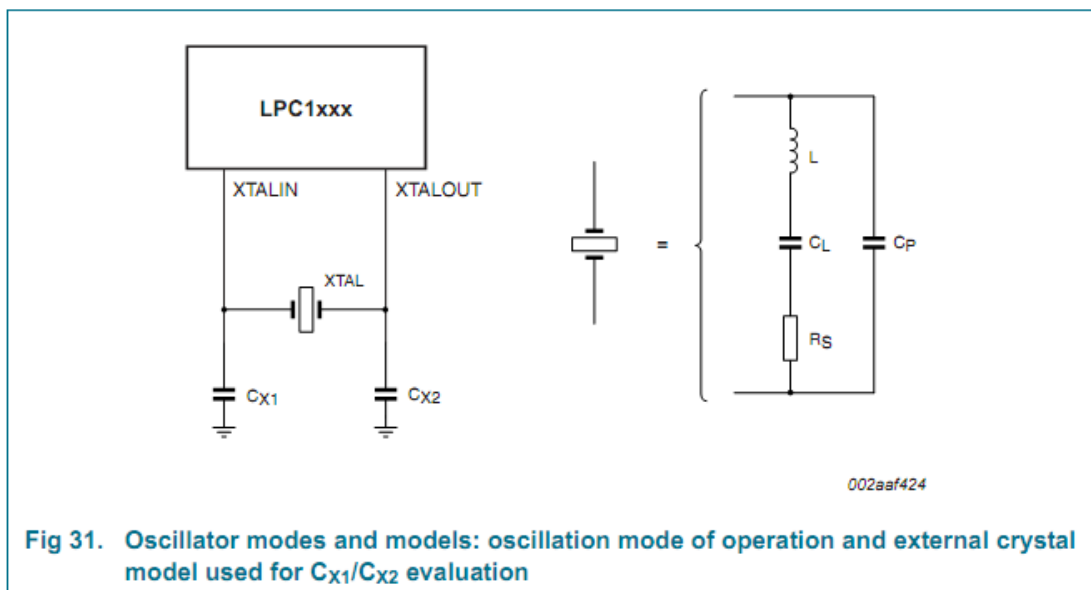 LPC1xxx
XTALIN
XTALOUT
XTAL
CX1
CX2
=
L
CL
CP
RS
002aaf424
Fig 31. Oscillator modes and models: oscillation mode of operation and external crystal
model used for CX1/CX2 evaluation